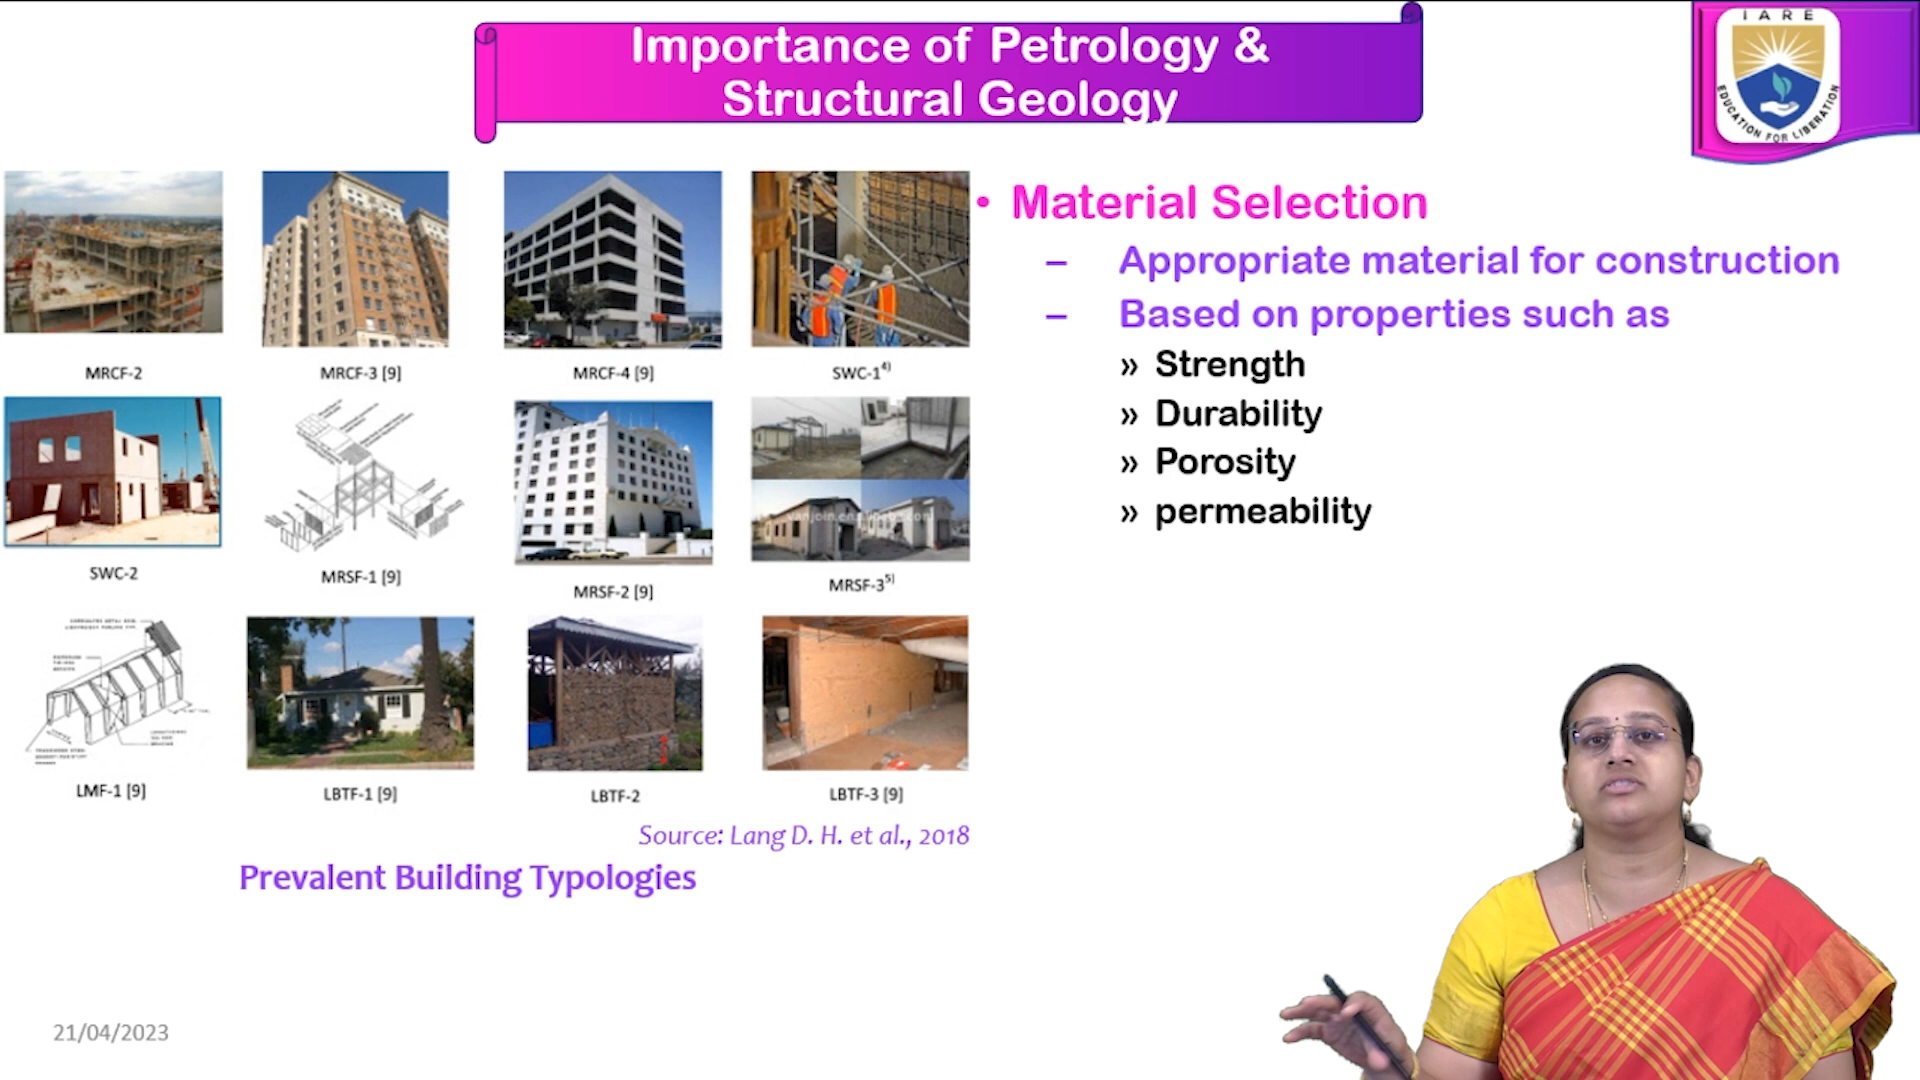 Importance of Petrology &
Structural Geology
IARE
EDUCATION FOR LIBERATION
MRCF-2
MRCF-3 [9]
MRCF-4 [9]
SWC-1⁴⁾
SWC-2
MRSF-1 [9]
MRSF-2 [9]
MRSF-3⁵⁾
LMF-1 [9]
LBTF-1 [9]
LBTF-2
LBTF-3 [9]
Source: Lang D. H. et al., 2018
Prevalent Building Typologies
• Material Selection
– Appropriate material for construction
– Based on properties such as
» Strength
» Durability
» Porosity
» permeability
21/04/2023